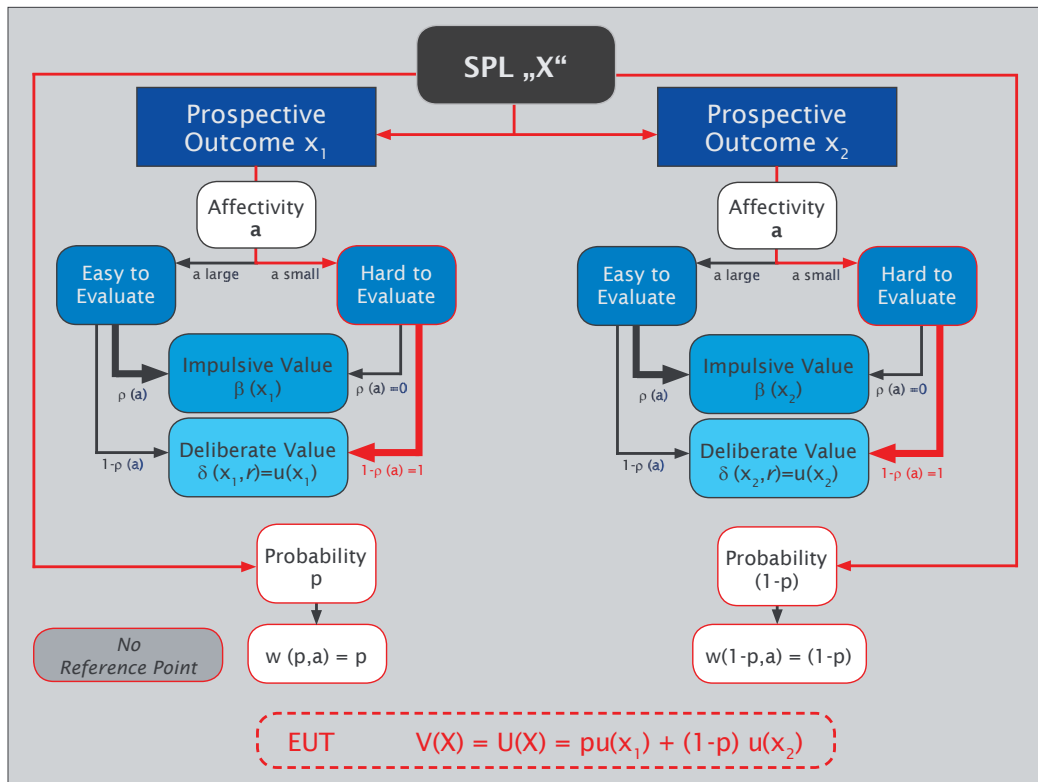 SPL „X“
Prospective
Outcome x₁
Prospective
Outcome x₂
Affectivity
a
Affectivity
a
Easy to
Evaluate
a large
a small
Hard to
Evaluate
Easy to
Evaluate
a large
a small
Hard to
Evaluate
Impulsive Value
β (x₁)
ρ (a)
ρ (a) =0
Impulsive Value
β (x₂)
ρ (a)
ρ (a) =0
Deliberate Value
δ (x₁,r)=u(x₁)
1-ρ (a)
1-ρ (a) =1
Deliberate Value
δ (x₂,r)=u(x₂)
1-ρ (a)
1-ρ (a) =1
Probability
p
Probability
(1-p)
No
Reference Point
w (p,a) = p
w(1-p,a) = (1-p)
EUT V(X) = U(X) = pu(x₁) + (1-p) u(x₂)